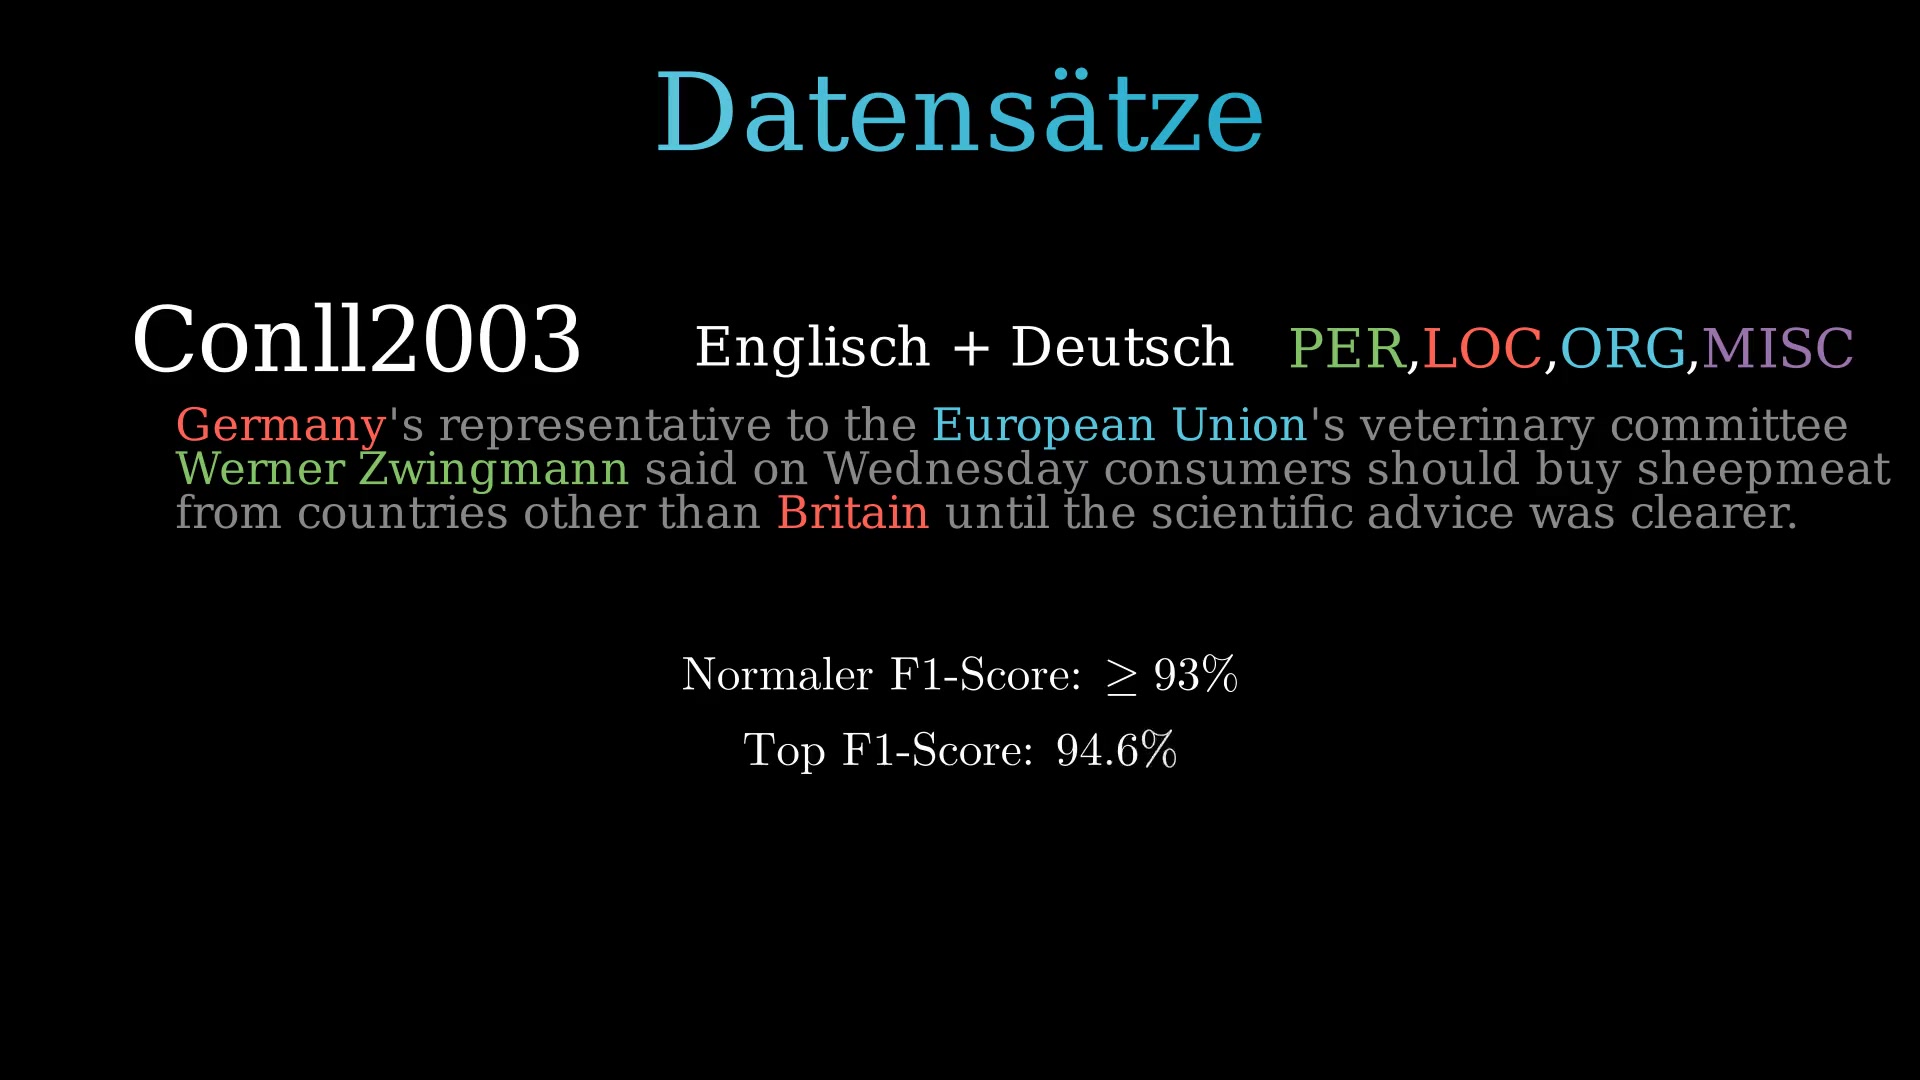 Datensätze
Conll2003 Englisch + Deutsch PER,LOC,ORG,MISC
Germany's representative to the European Union's veterinary committee
Werner Zwingmann said on Wednesday consumers should buy sheepmeat
from countries other than Britain until the scientific advice was clearer.
Normaler F1-Score: ≥ 93%
Top F1-Score: 94.6%